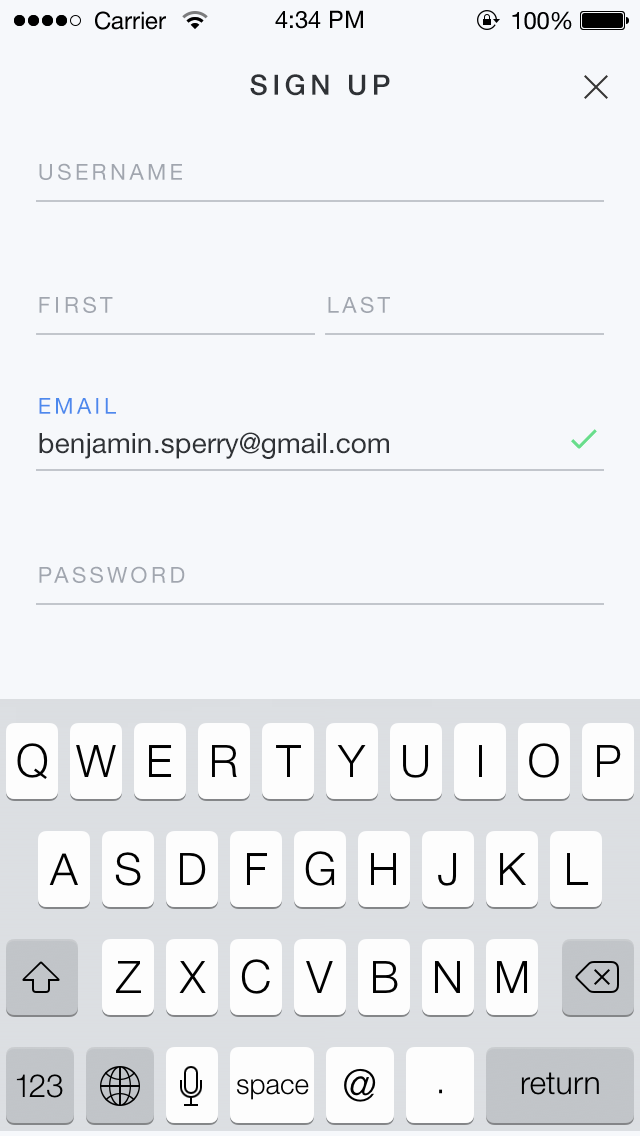 Carrier 4:34 PM 100%
SIGN UP
USERNAME
FIRST LAST
EMAIL
benjamin.sperry@gmail.com
PASSWORD
Q W E R T Y U I O P
A S D F G H J K L
Z X C V B N M
123 space @ . return